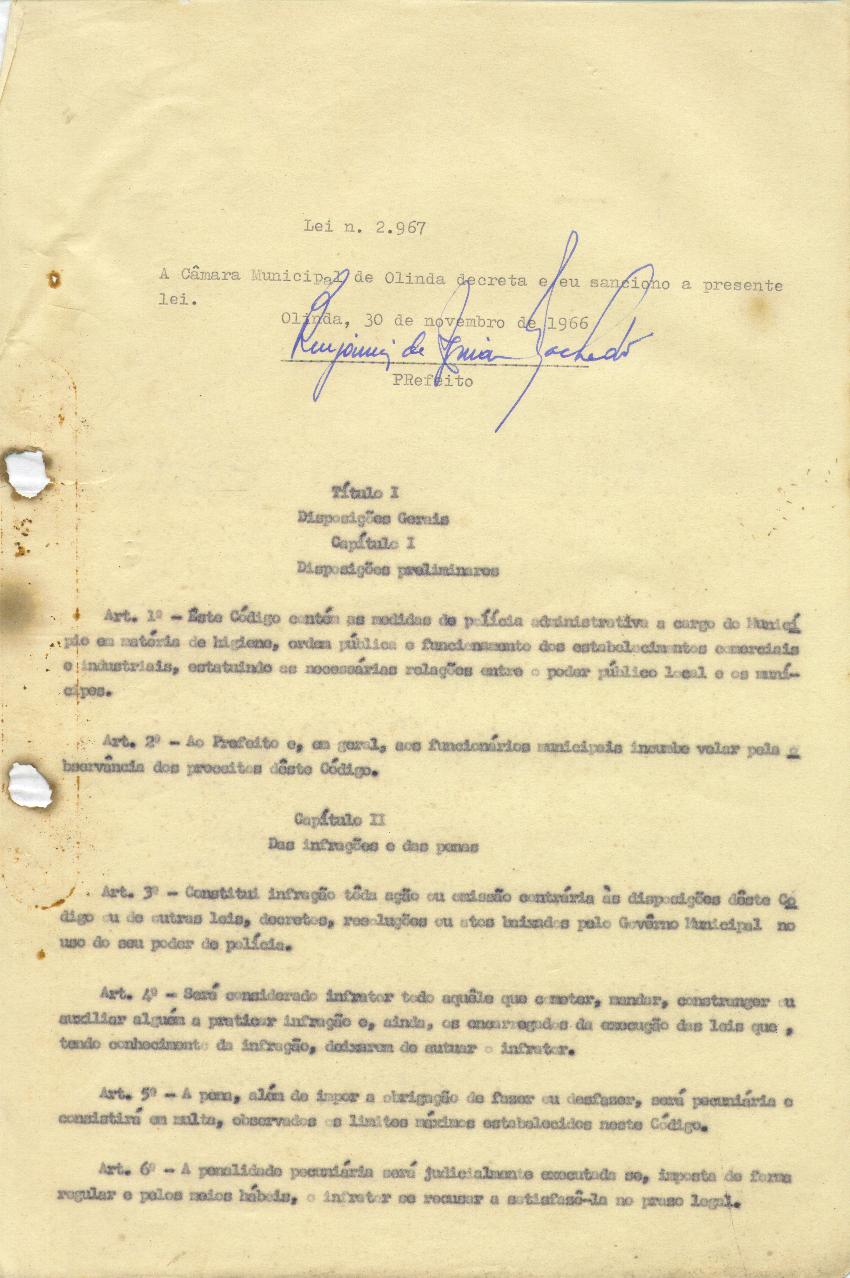 Lei n. 2.967
A Câmara Municipal de Olinda decreta e eu sanciono a presente
lei.
Olinda, 30 de novembro de 1966
Benjamin de Machado
PRefeito
Título I
Disposições Gerais
Capítulo I
Disposições preliminares
Art. 1º - Êste Código contém as medidas de polícia administrativa a cargo do Municí
pio em matéria de higiene, ordem pública e funcionamento dos estabelecimentos comerciais
e industriais, estatuindo as necessárias relações entre o poder público local e os muní-
cipes.
Art. 2º - Ao Prefeito e, em geral, aos funcionários municipais incumbe velar pela o
bservância dos preceitos dêste Código.
Capítulo II
Das infrações e das penas
Art. 3º - Constitui infração tôda ação ou omissão contrária às disposições dêste Có
digo ou de outras leis, decretos, resoluções ou atos baixados pelo Govêrno Municipal no
uso do seu poder de polícia.
Art. 4º - Será considerado infrator todo aquêle que cometer, mandar, constranger ou
auxiliar alguém a praticar infração e, ainda, os encarregados da execução das leis que ,
tendo conhecimento da infração, deixarem de autuar o infrator.
Art. 5º - A pena, além de impor a obrigação de fazer ou desfazer, será pecuniária e
consistirá em multa, observados os limites máximos estabelecidos neste Código.
Art. 6º - A penalidade pecuniária será judicialmente executada se, imposta de forma
regular e pelos meios hábeis, o infrator se recusar a satisfazê-la no prazo legal.